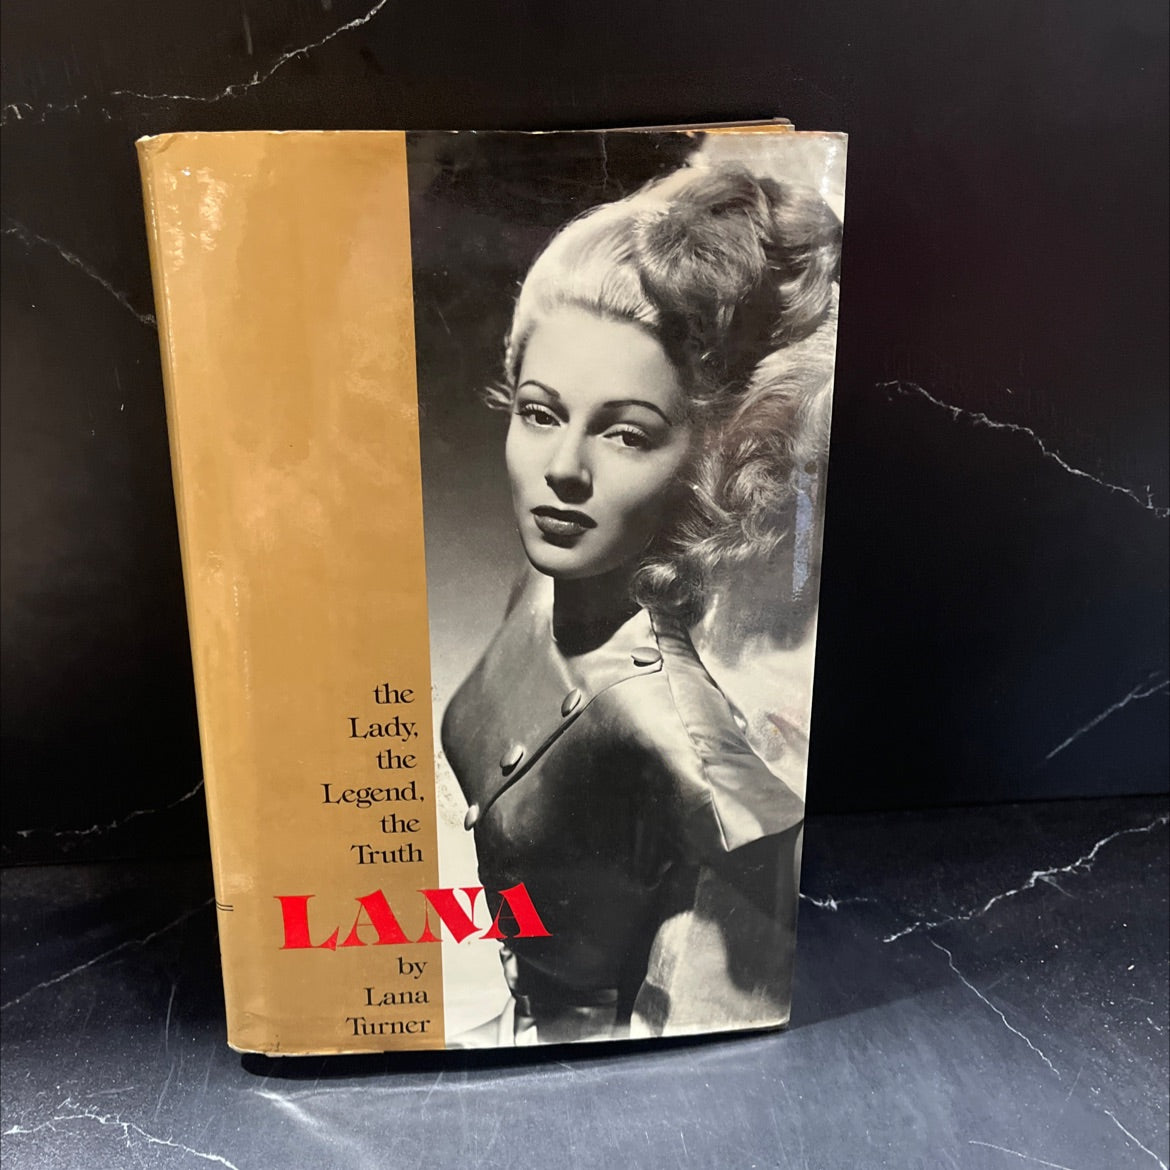 the
Lady,
the
Legend,
the
Truth
LANA
by
Lana
Turner